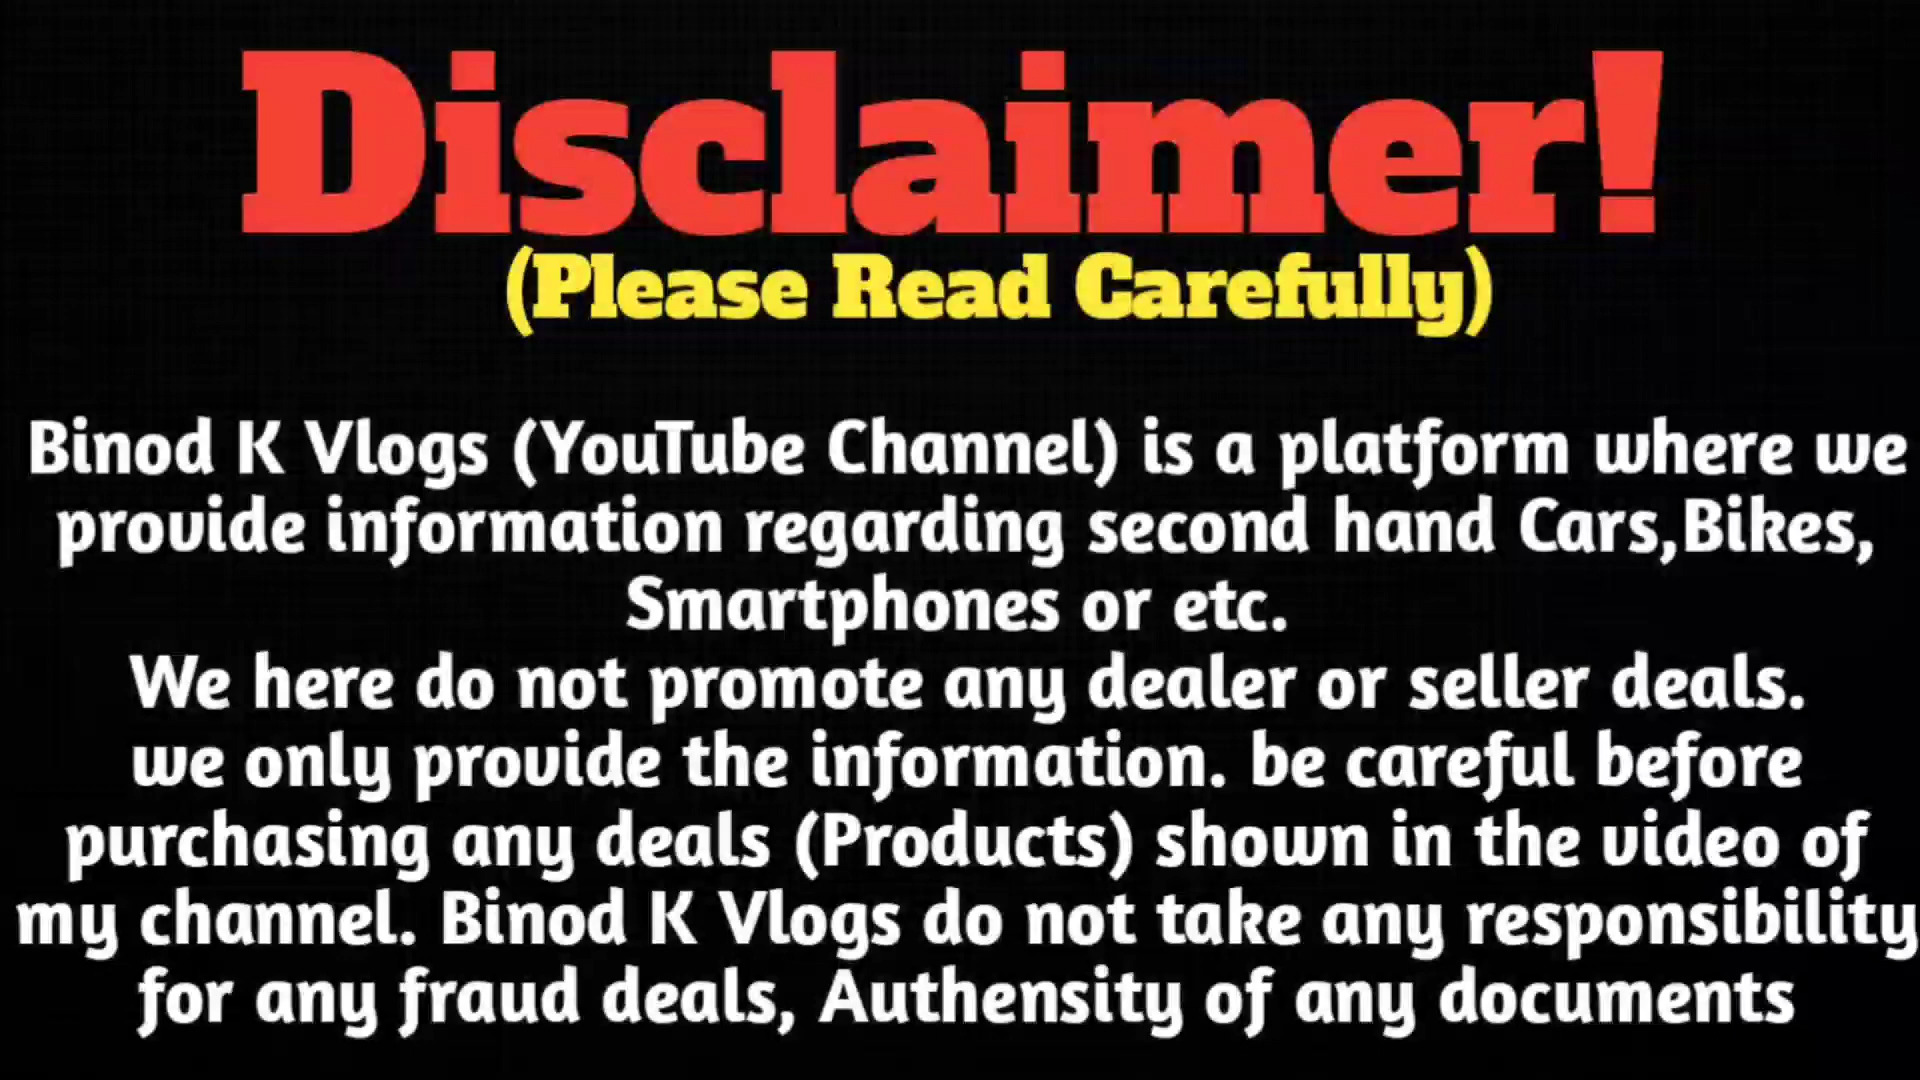 Disclaimer!
(Please Read Carefully)
Binod K Vlogs (YouTube Channel) is a platform where we
provide information regarding second hand Cars,Bikes,
Smartphones or etc.
We here do not promote any dealer or seller deals.
we only provide the information. be careful before
purchasing any deals (Products) shown in the video of
my channel. Binod K Vlogs do not take any responsibility
for any fraud deals, Authensity of any documents